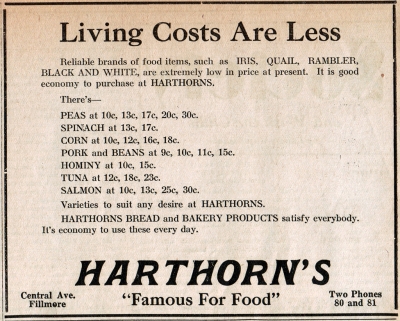 Living Costs Are Less
Reliable brands of food items, such as IRIS, QUAIL, RAMBLER,
BLACK AND WHITE, are extremely low in price at present. It is good
economy to purchase at HARTHORNS.
There's—
PEAS at 10c, 13c, 17c, 20c, 30c.
SPINACH at 13c, 17c.
CORN at 10c, 12c, 16c, 18c.
PORK and BEANS at 9c, 10c, 11c, 15c.
HOMINY at 10c, 15c.
TUNA at 12c, 18c, 23c.
SALMON at 10c, 13c, 25c, 30c.
Varieties to suit any desire at HARTHORNS.
HARTHORNS BREAD and BAKERY PRODUCTS satisfy everybody.
It's economy to use these every day.
HARTHORN'S
Central Ave.
Fillmore
"Famous For Food"
Two Phones
80 and 81